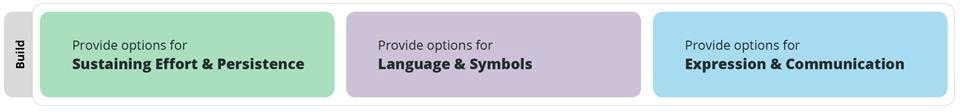 Build
Provide options for
Sustaining Effort & Persistence
Provide options for
Language & Symbols
Provide options for
Expression & Communication